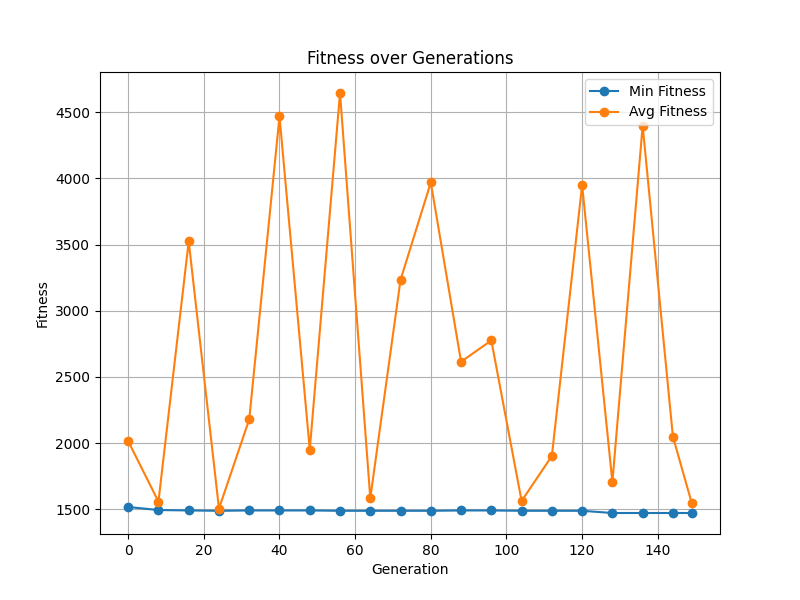 Fitness over Generations
Min Fitness
Avg Fitness
4500
4000
3500
3000
2500
2000
1500
Fitness
0 20 40 60 80 100 120 140
Generation